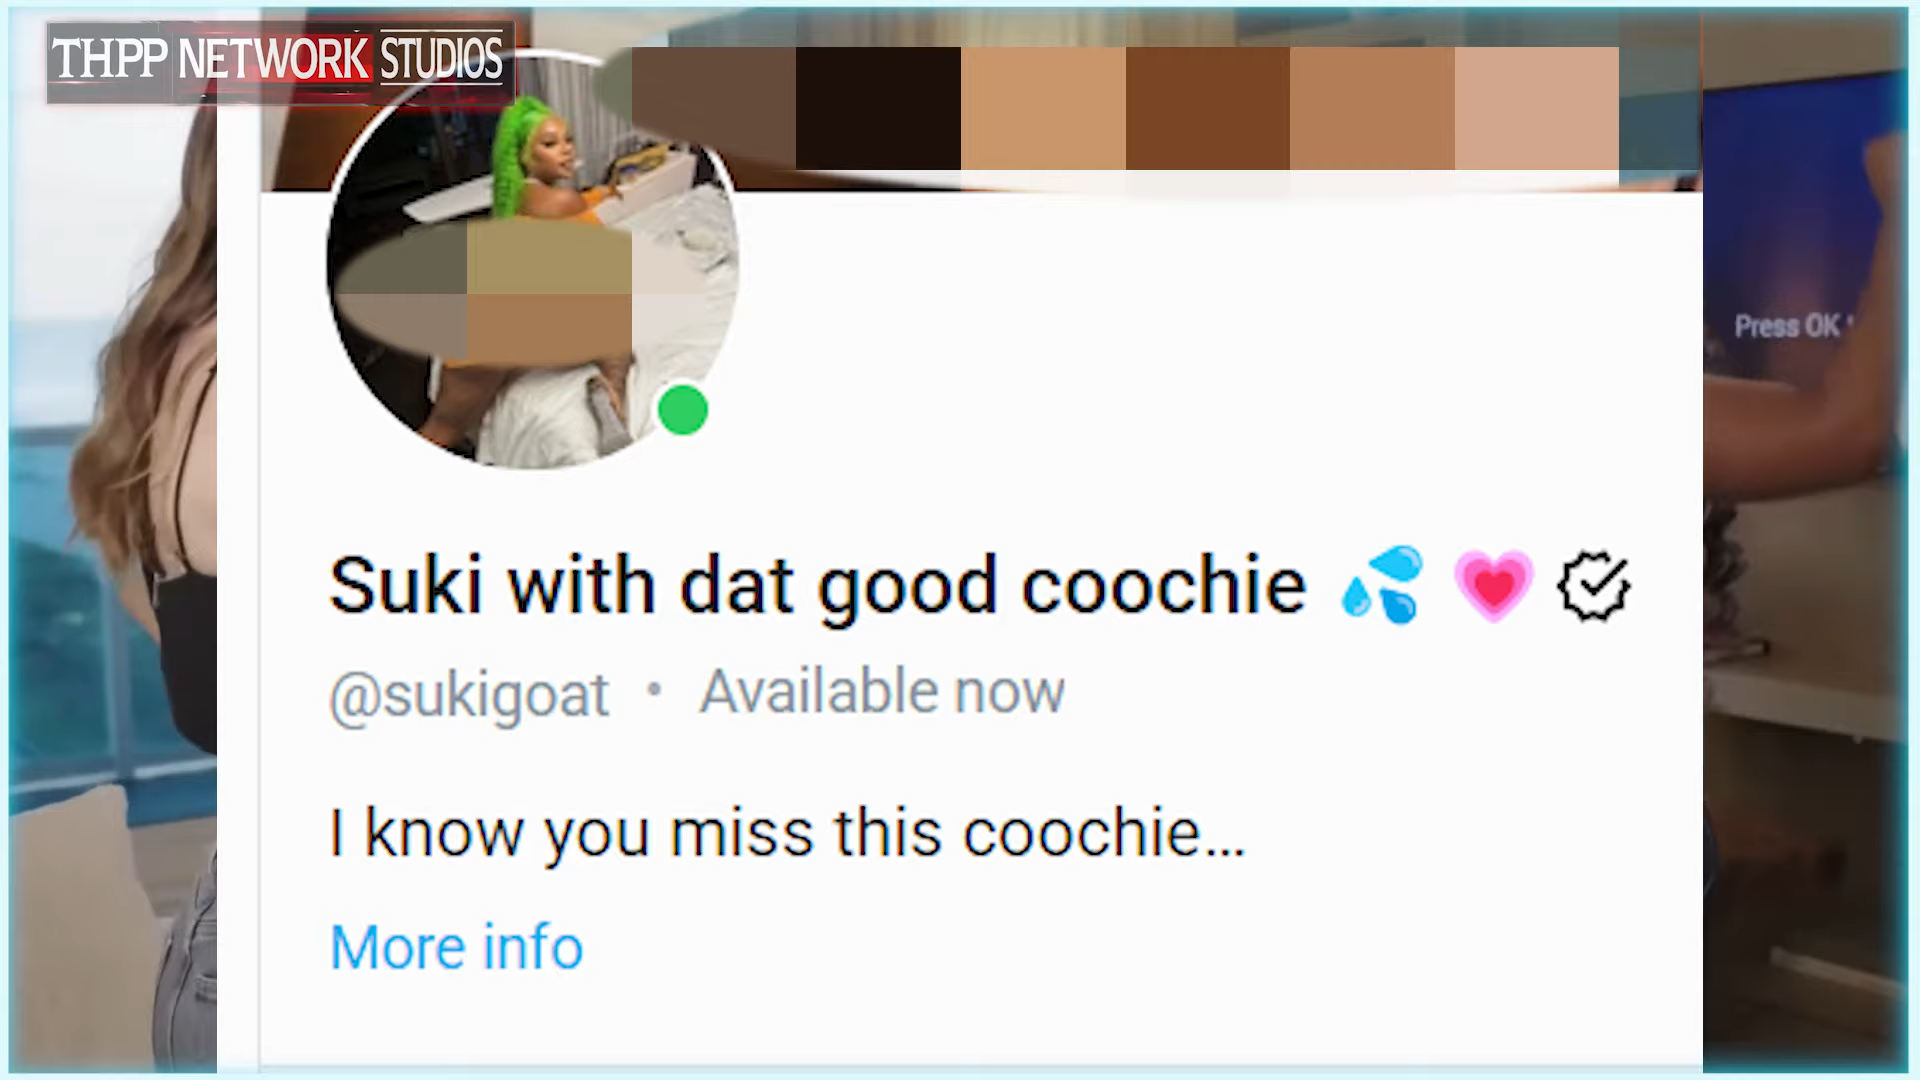 THPP NETWORK STUDIOS
Press OK
Suki with dat good coochie 💦 💗
@sukigoat • Available now
I know you miss this coochie...
More info